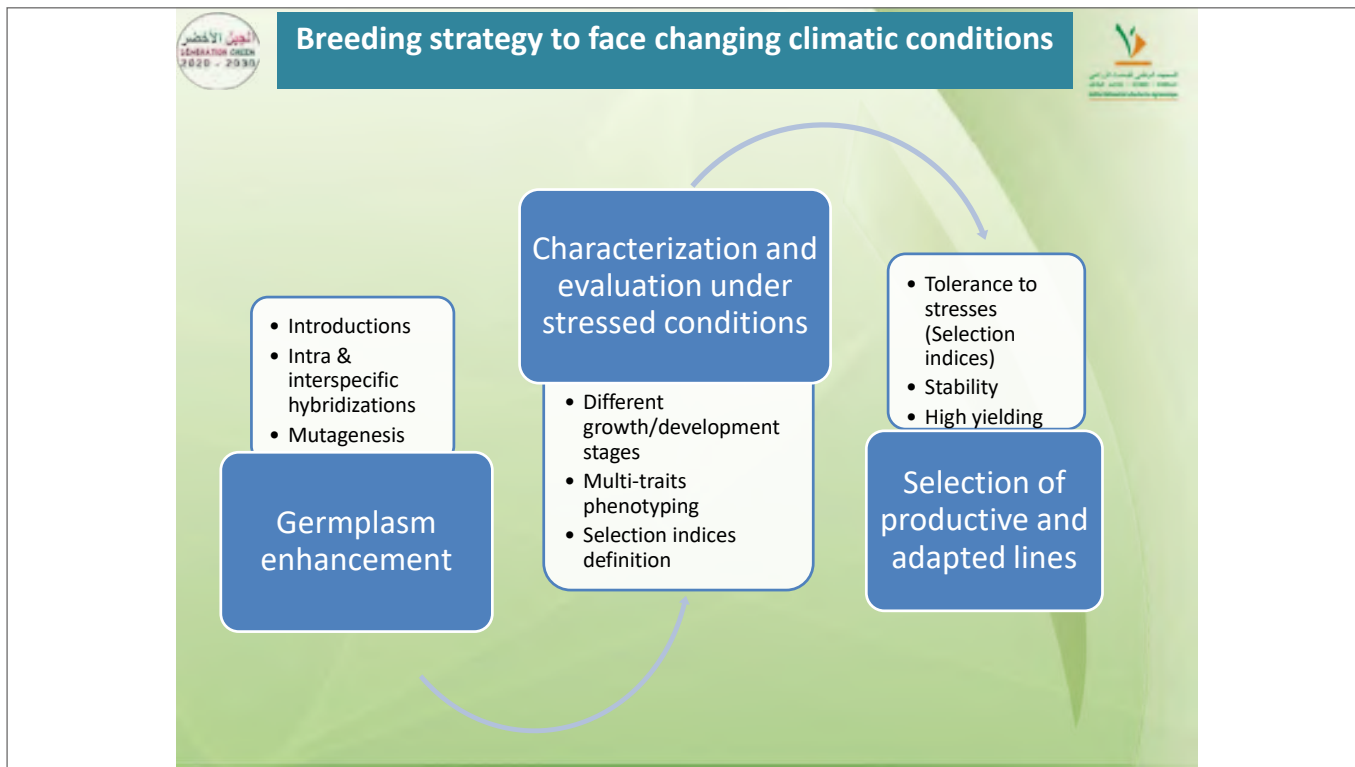 الجيل الأخضر
GENERATION GREEN
2020 - 2030
Breeding strategy to face changing climatic conditions
• Introductions
• Intra &
interspecific
hybridizations
• Mutagenesis
Germplasm
enhancement
Characterization and
evaluation under
stressed conditions
• Different
growth/development
stages
• Multi-traits
phenotyping
• Selection indices
definition
• Tolerance to
stresses
(Selection
indices)
• Stability
• High yielding
Selection of
productive and
adapted lines